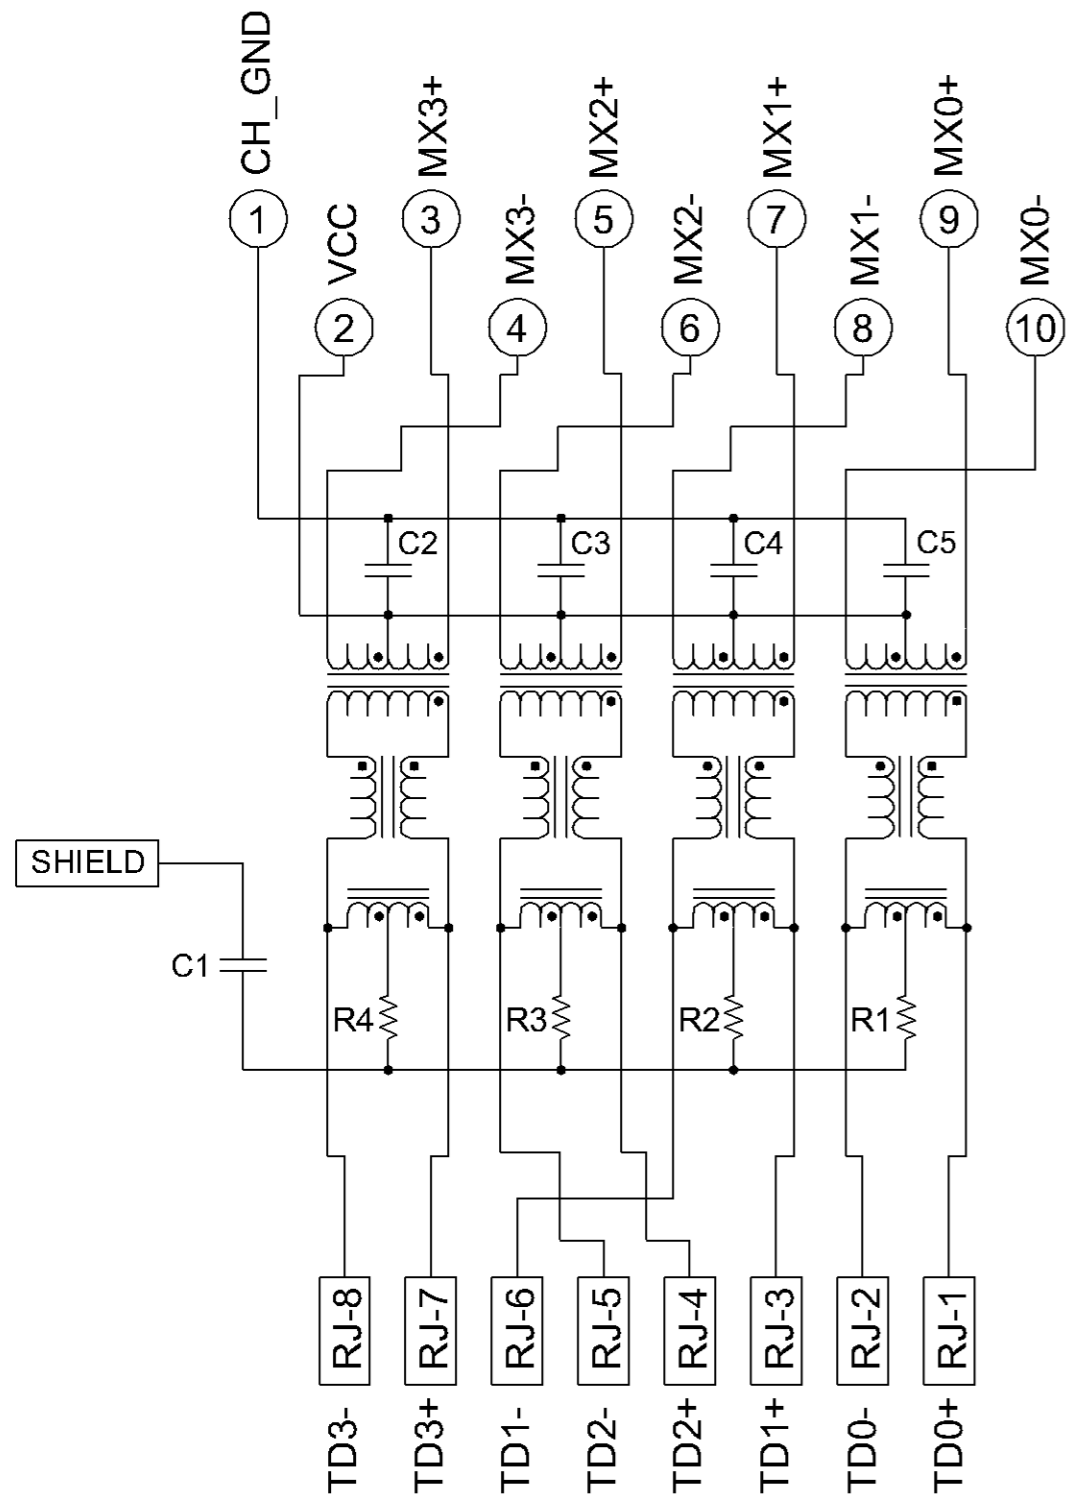 CH_GND
MX3+
MX2+
MX1+
MX0+
1
VCC
3
MX3-
5
MX2-
7
MX1-
9
MX0-
2
4
6
8
10
C2
C3
C4
C5
SHIELD
C1
R4
R3
R2
R1
RJ-8
RJ-7
RJ-6
RJ-5
RJ-4
RJ-3
RJ-2
RJ-1
TD3-
TD3+
TD1-
TD2-
TD2+
TD1+
TD0-
TD0+